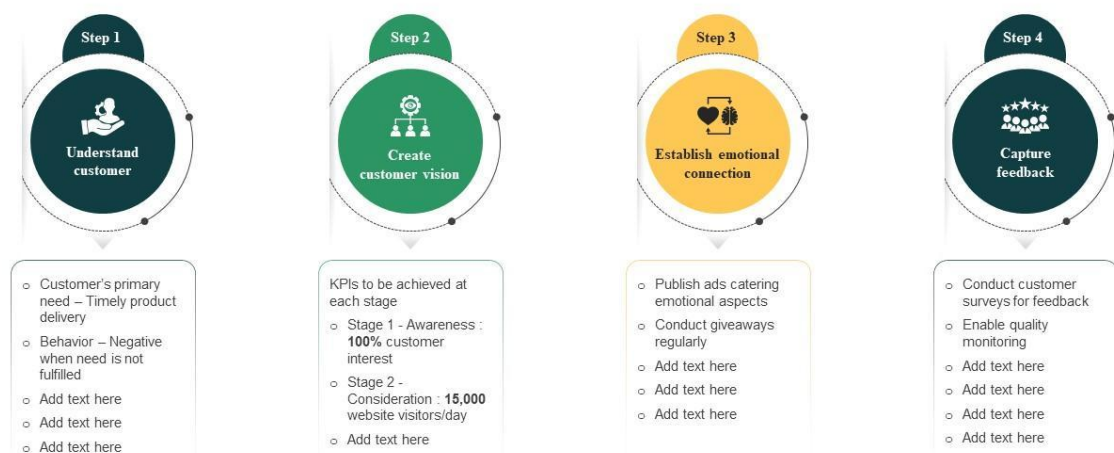 Step 1
Understand
customer
○ Customer's primary
need – Timely product
delivery
○ Behavior – Negative
when need is not
fulfilled
○ Add text here
○ Add text here
○ Add text here
Step 2
Create
customer vision
KPIs to be achieved at
each stage
○ Stage 1 - Awareness :
100% customer
interest
○ Stage 2 -
Consideration : 15,000
website visitors/day
○ Add text here
Step 3
Establish emotional
connection
○ Publish ads catering
emotional aspects
○ Conduct giveaways
regularly
○ Add text here
○ Add text here
○ Add text here
Step 4
Capture
feedback
○ Conduct customer
surveys for feedback
○ Enable quality
monitoring
○ Add text here
○ Add text here
○ Add text here
○ Add text here